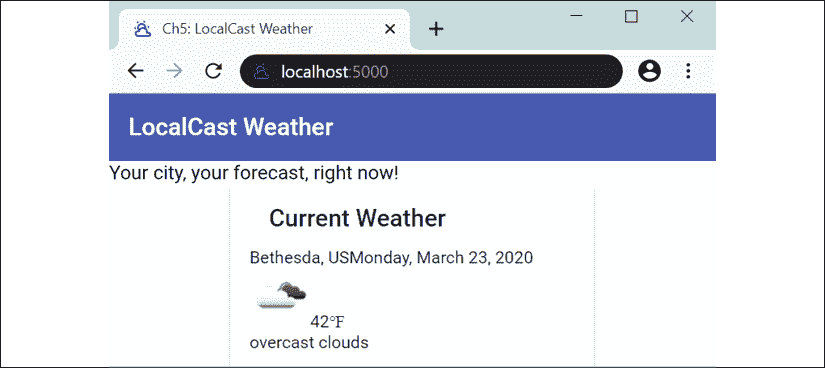 Ch5: LocalCast Weather
localhost:5000
LocalCast Weather
Your city, your forecast, right now!
Current Weather
Bethesda, USMonday, March 23, 2020
42℉
overcast clouds